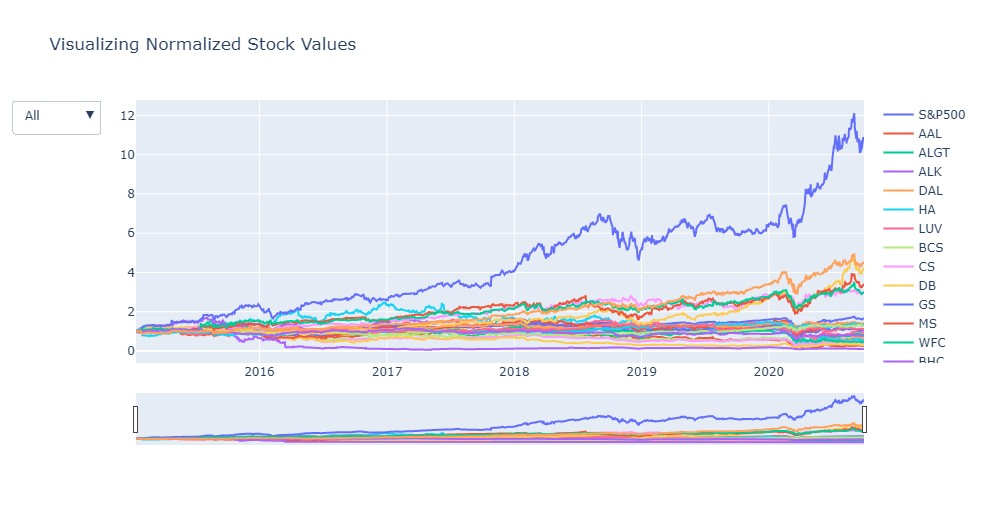 Visualizing Normalized Stock Values
All ▼
12
10
8
6
4
2
0
2016 2017 2018 2019 2020
S&P500
AAL
ALGT
ALK
DAL
HA
LUV
BCS
CS
DB
GS
MS
WFC
BHC